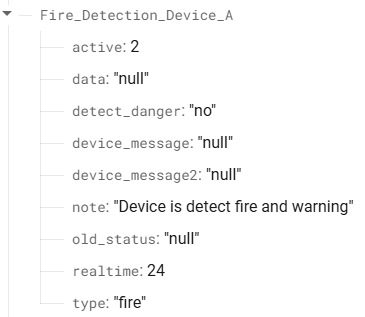 Fire_Detection_Device_A
active: 2
data: "null"
detect_danger: "no"
device_message: "null"
device_message2: "null"
note: "Device is detect fire and warning"
old_status: "null"
realtime: 24
type: "fire"